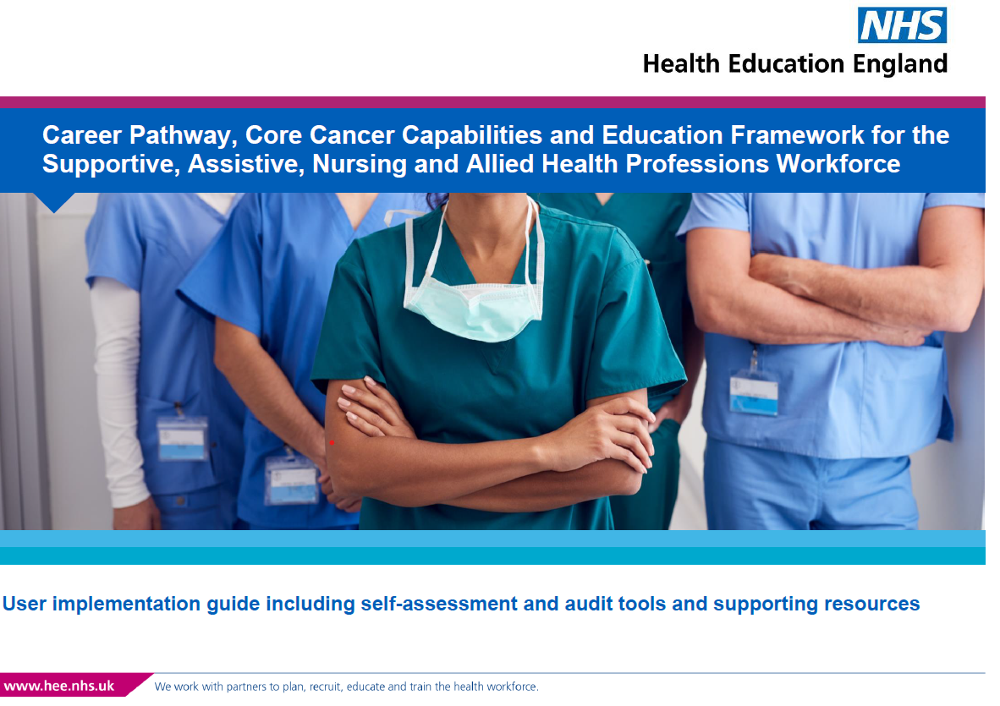 NHS
Health Education England
Career Pathway, Core Cancer Capabilities and Education Framework for the
Supportive, Assistive, Nursing and Allied Health Professions Workforce
User implementation guide including self-assessment and audit tools and supporting resources
www.hee.nhs.uk
We work with partners to plan, recruit, educate and train the health workforce.